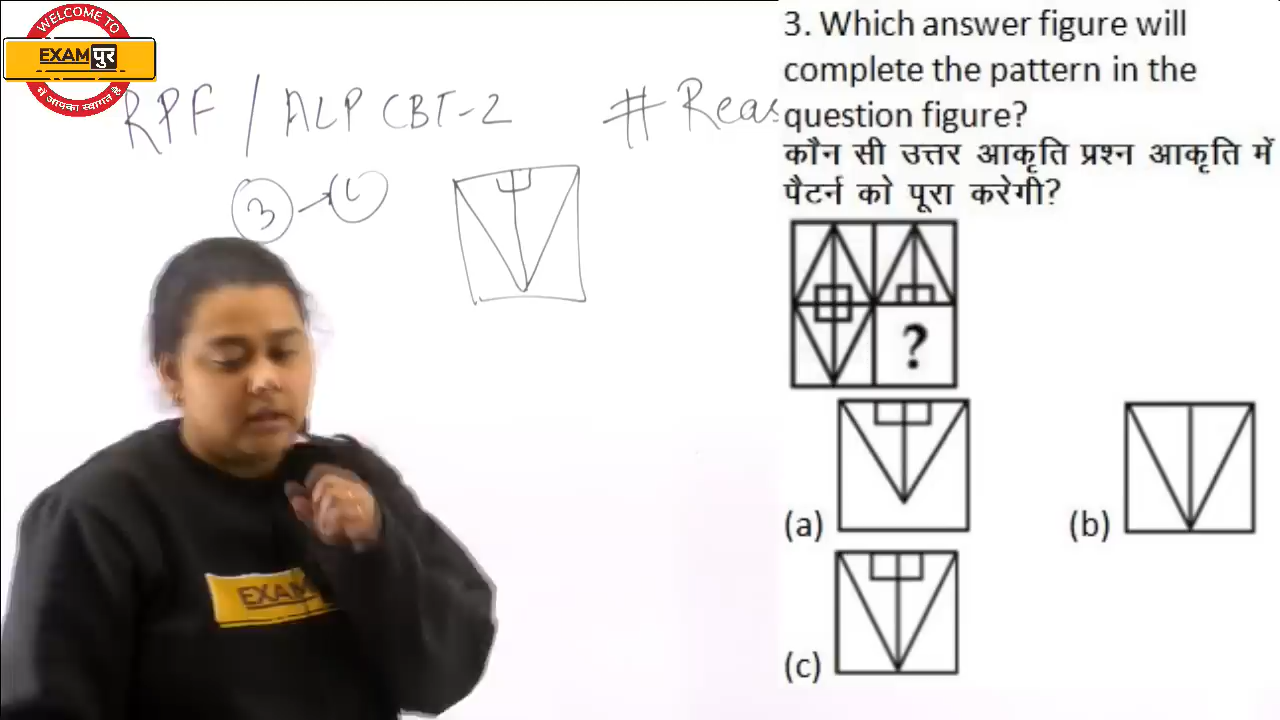 WELCOME TO
EXAMपुर
में आपका स्वागत है
RPF / ALP CBT-2 # Reas
3
EXAM
3. Which answer figure will
complete the pattern in the
question figure?
कौन सी उत्तर आकृति प्रश्न आकृति में
पैटर्न को पूरा करेगी?
?
(a)
(b)
(c)